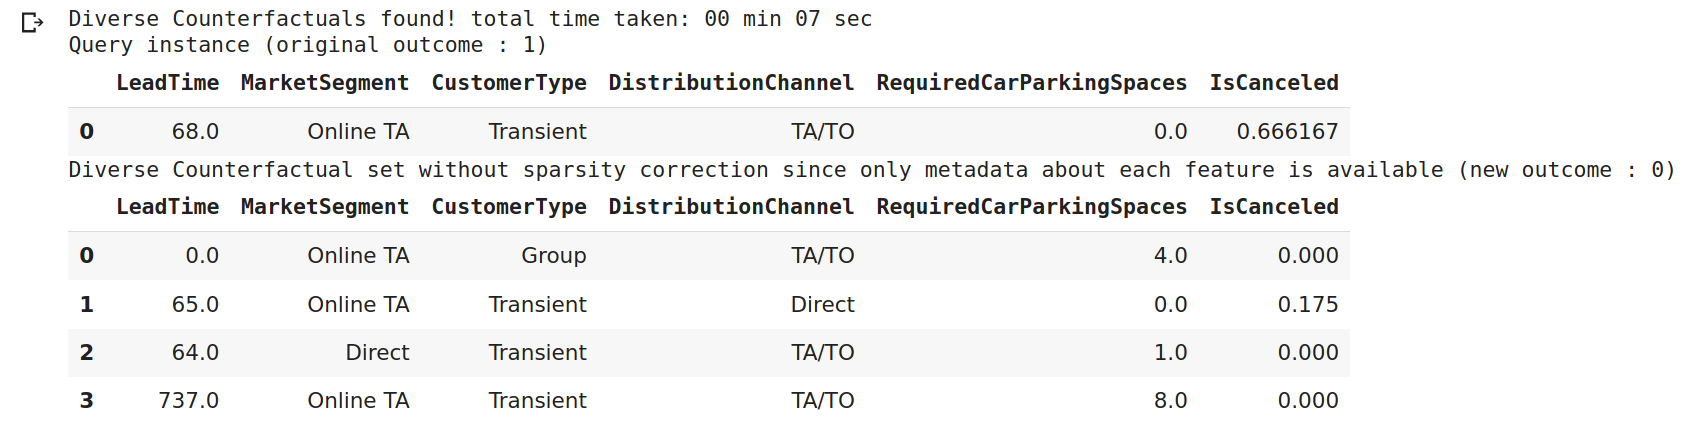 Diverse Counterfactuals found! total time taken: 00 min 07 sec
Query instance (original outcome : 1)
LeadTime MarketSegment CustomerType DistributionChannel RequiredCarParkingSpaces IsCanceled
0 68.0 Online TA Transient TA/TO 0.0 0.666167
Diverse Counterfactual set without sparsity correction since only metadata about each feature is available (new outcome : 0)
LeadTime MarketSegment CustomerType DistributionChannel RequiredCarParkingSpaces IsCanceled
0 0.0 Online TA Group TA/TO 4.0 0.000
1 65.0 Online TA Transient Direct 0.0 0.175
2 64.0 Direct Transient TA/TO 1.0 0.000
3 737.0 Online TA Transient TA/TO 8.0 0.000